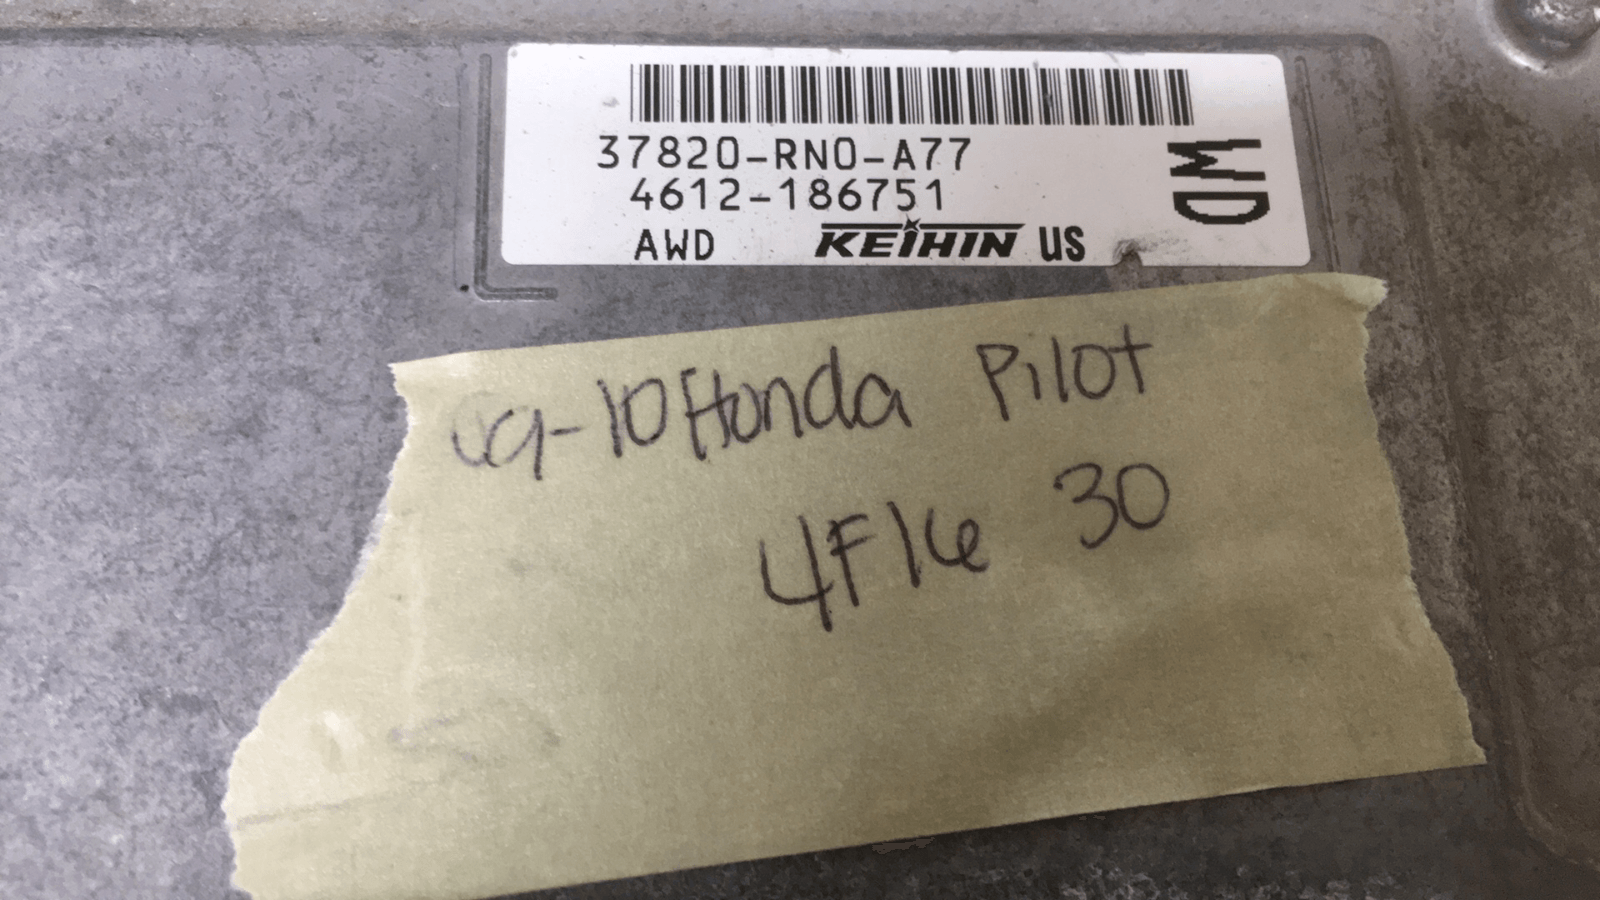 37820-RN0-A77
4612-186751
AWD KEIHIN US
WD
09-10 Honda Pilot
4F16 30